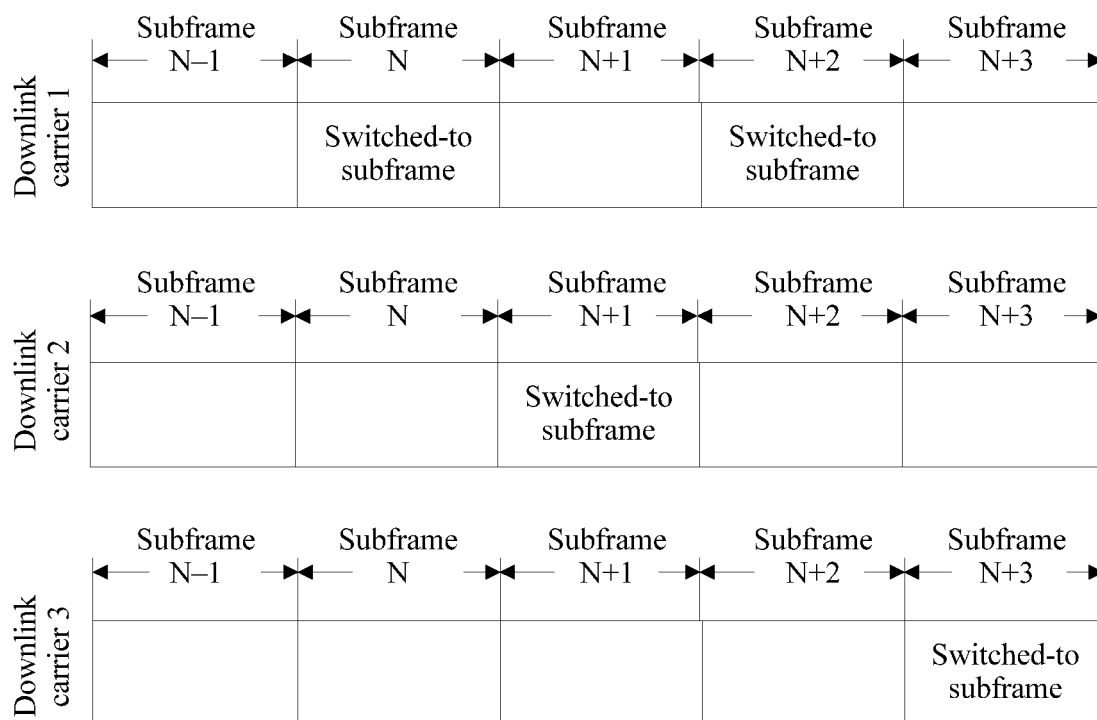 Downlink
carrier 1
Subframe Subframe Subframe Subframe Subframe
N–1 N N+1 N+2 N+3
Switched-to Switched-to
subframe subframe
Downlink
carrier 2
Subframe Subframe Subframe Subframe Subframe
N–1 N N+1 N+2 N+3
Switched-to
subframe
Downlink
carrier 3
Subframe Subframe Subframe Subframe Subframe
N–1 N N+1 N+2 N+3
Switched-to
subframe